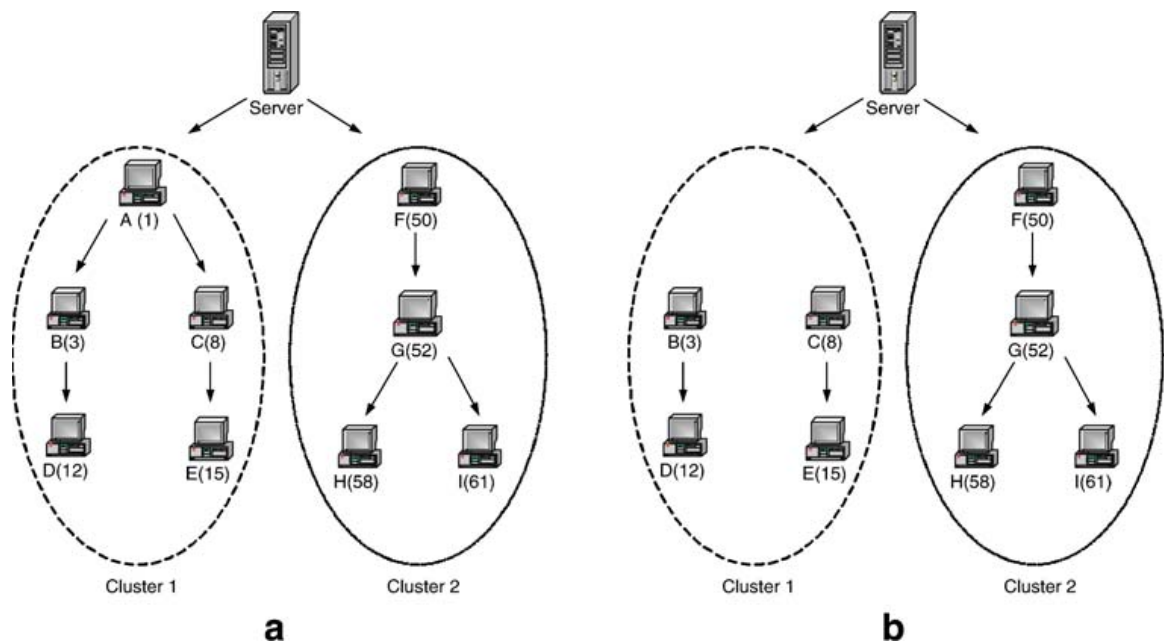 Server
A (1)
F(50)
B(3)
C(8)
G(52)
D(12)
E(15)
H(58)
I(61)
Cluster 1
Cluster 2
a
Server
F(50)
B(3)
C(8)
G(52)
D(12)
E(15)
H(58)
I(61)
Cluster 1
Cluster 2
b